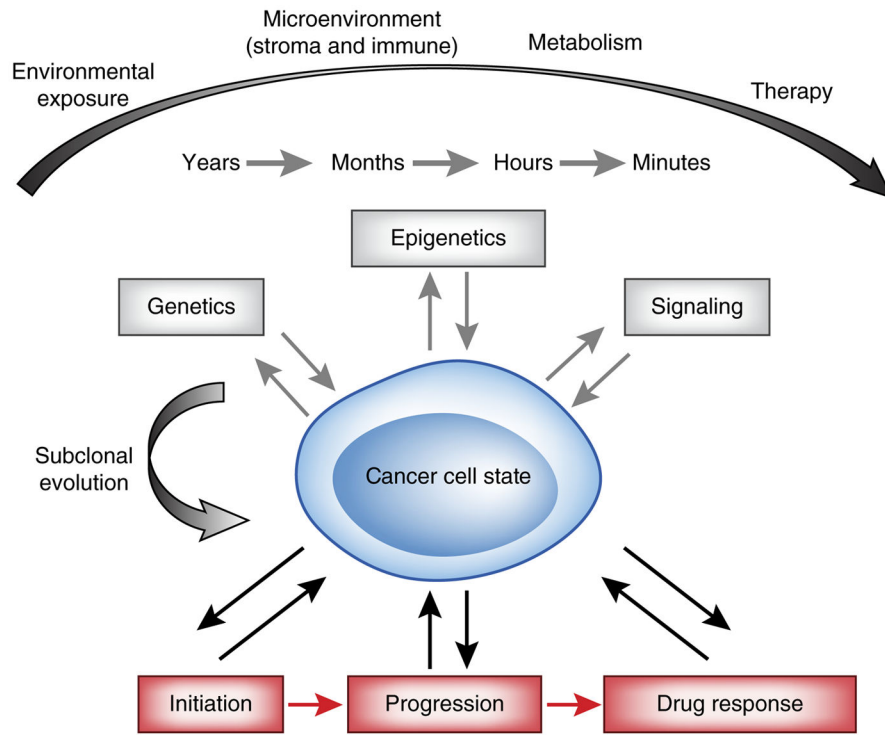 Microenvironment
(stroma and immune)
Metabolism
Environmental
exposure
Therapy
Years
Months
Hours
Minutes
Epigenetics
Genetics
Signaling
Subclonal
evolution
Cancer cell state
Initiation
Progression
Drug response